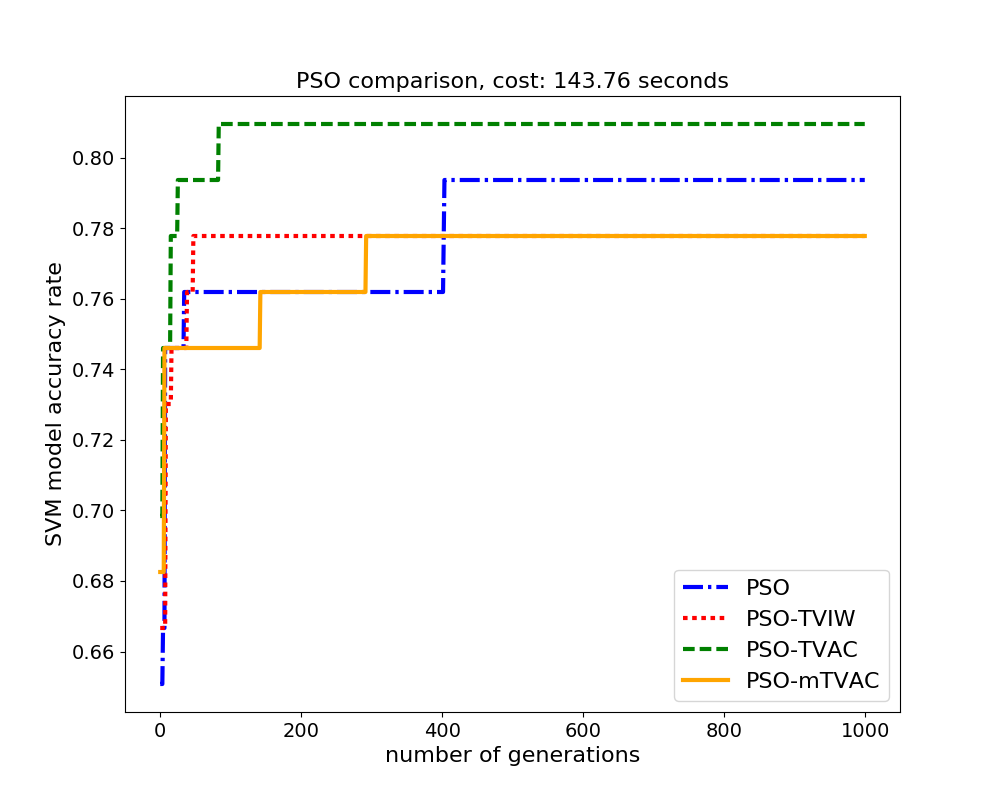 PSO comparison, cost: 143.76 seconds
SVM model accuracy rate
0.80
0.78
0.76
0.74
0.72
0.70
0.68
0.66
0 200 400 600 800 1000
number of generations
PSO
PSO-TVIW
PSO-TVAC
PSO-mTVAC